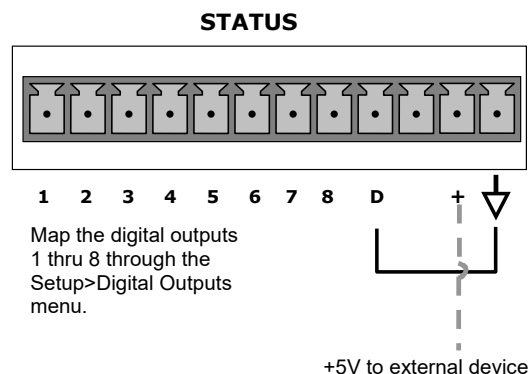 STATUS
1 2 3 4 5 6 7 8 D +
Map the digital outputs
1 thru 8 through the
Setup>Digital Outputs
menu.
+5V to external device